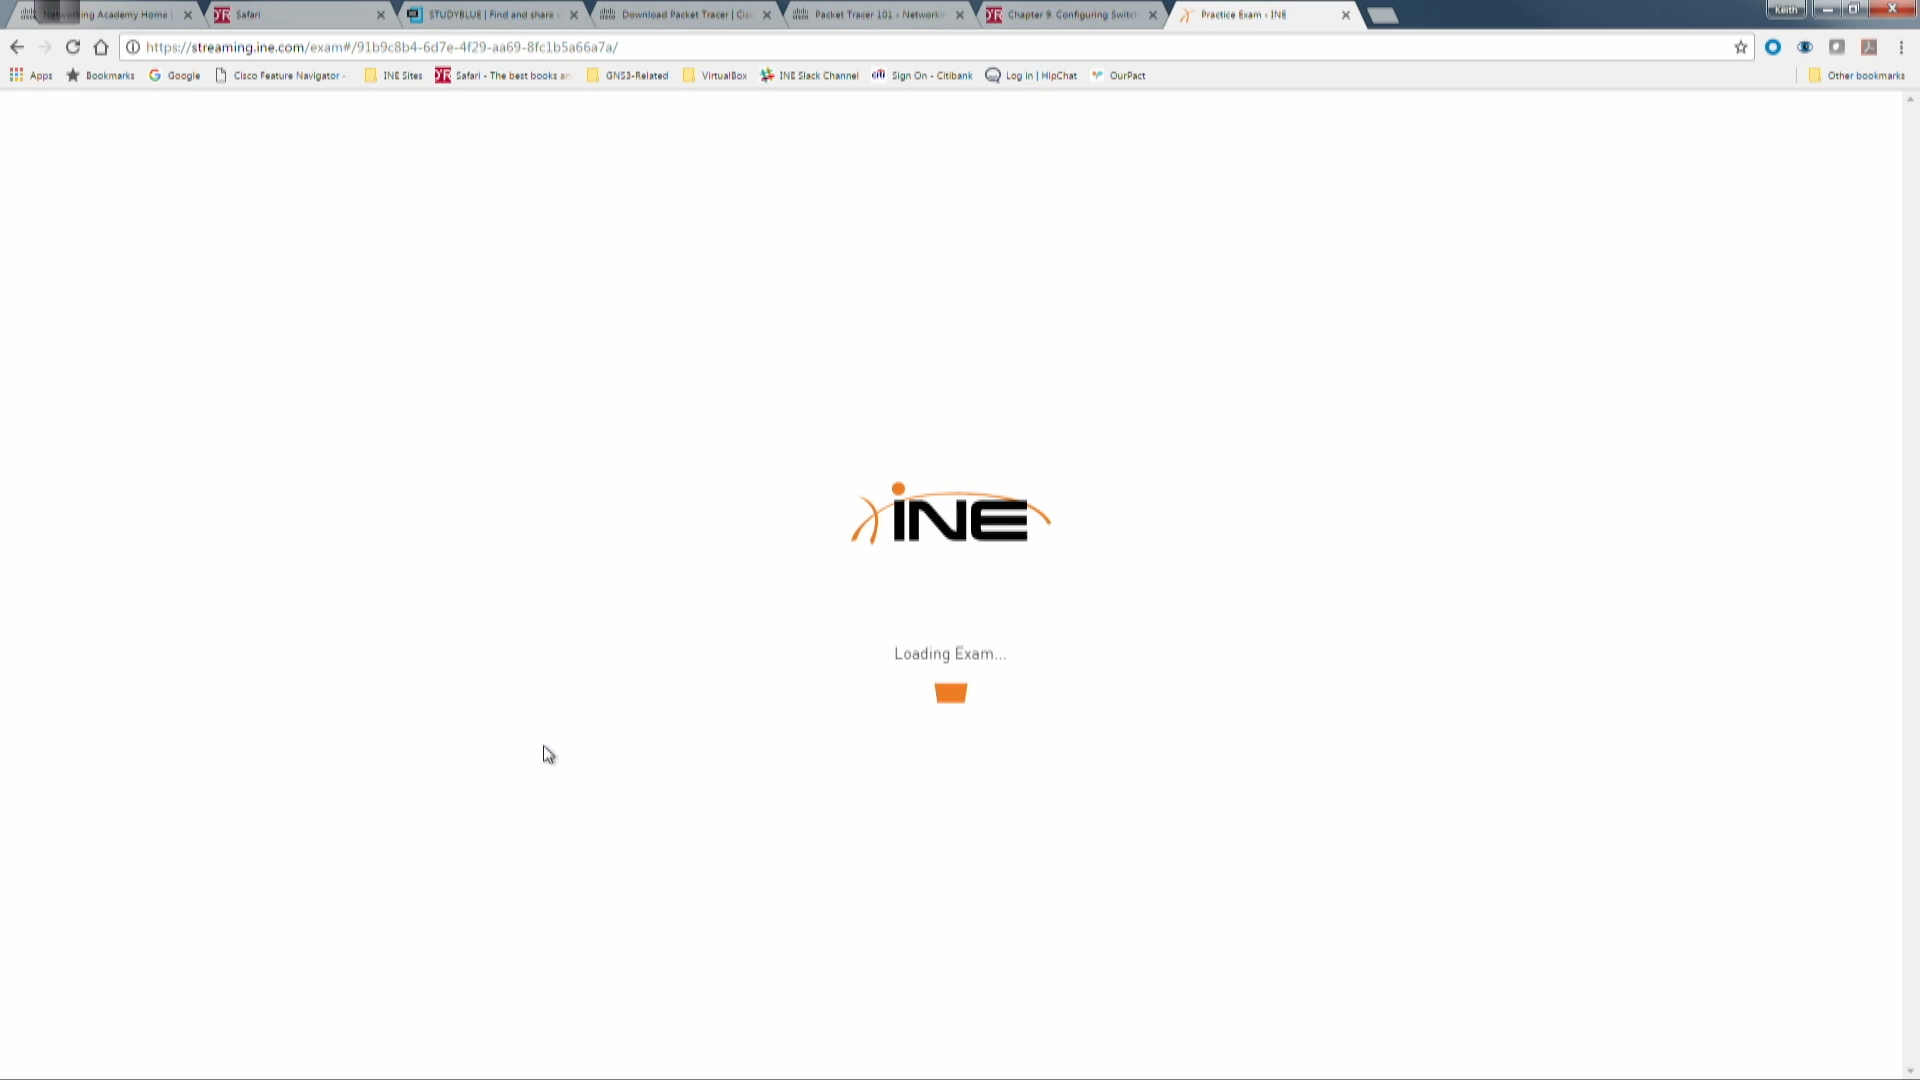 Networking Academy Home
Safari
STUDYBLUE | Find and share
Download Packet Tracer | Cis
Packet Tracer 101 - Networki
Chapter 9. Configuring Switch
Practice Exam - INE
Keith
https://streaming.ine.com/exam#/91b9c8b4-6d7e-4f29-aa69-8fc1b5a66a7a/
Apps
Bookmarks
Google
Cisco Feature Navigator -
INE Sites
Safari - The best books an
GNS3-Related
VirtualBox
INE Slack Channel
citi
Sign On - Citibank
Log in | HipChat
OurPact
Other bookmarks
iNE
Loading Exam...